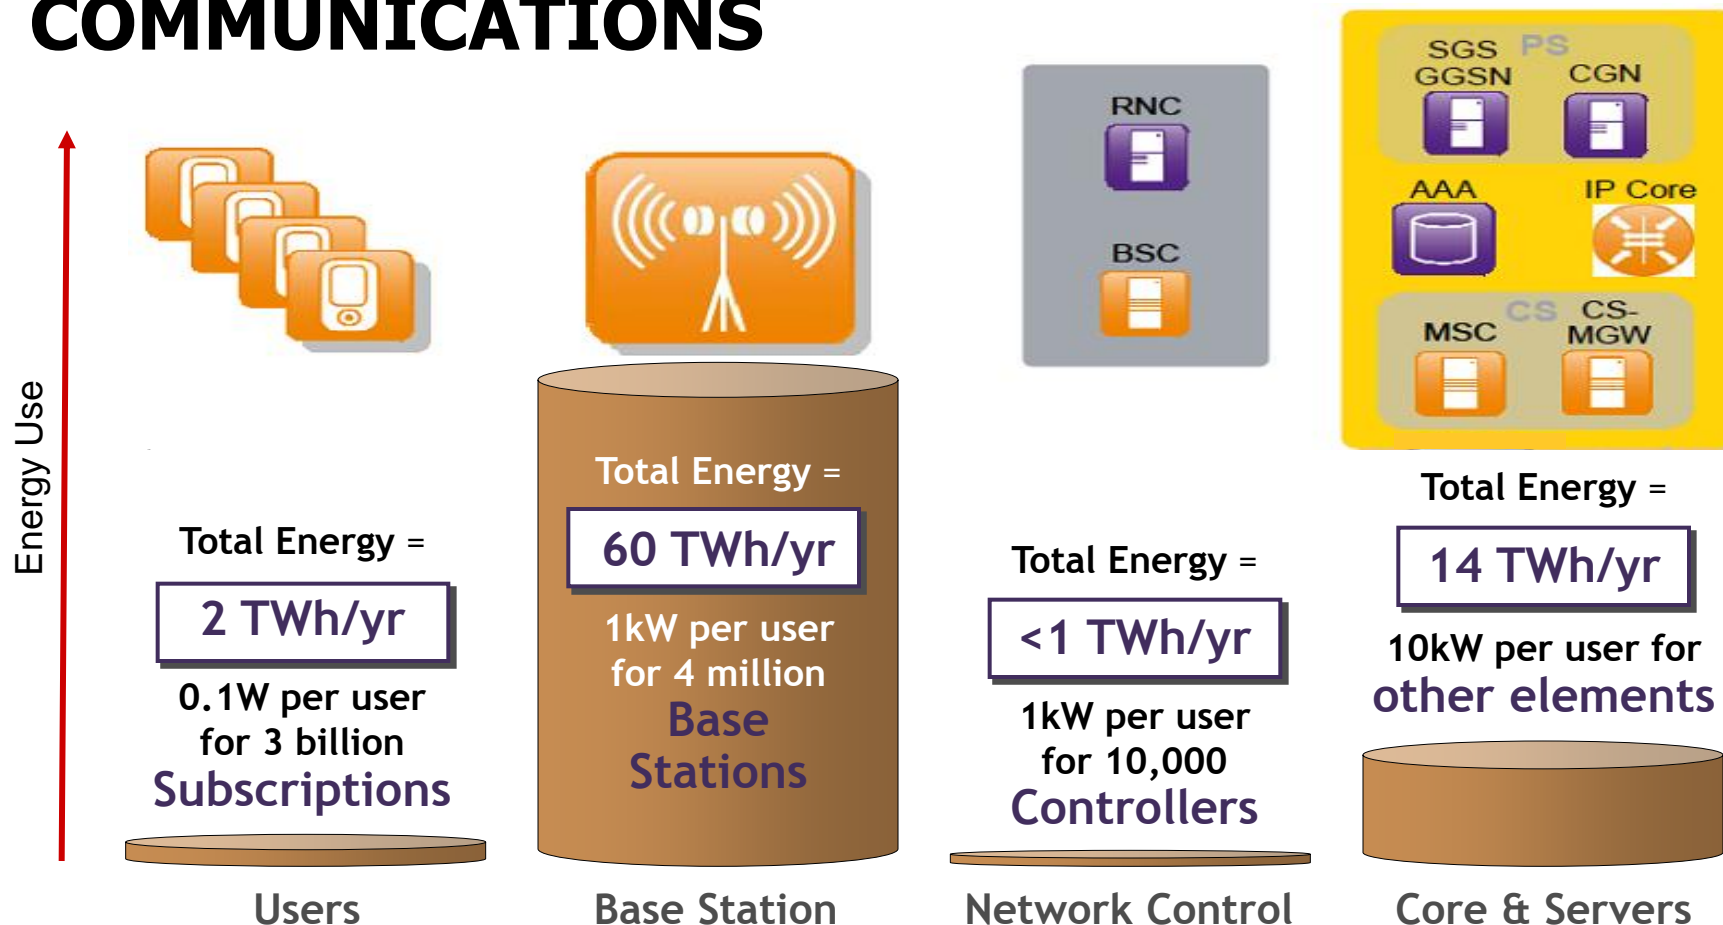 COMMUNICATIONS
Energy Use
Total Energy =
2 TWh/yr
0.1W per user
for 3 billion
Subscriptions
Users
Total Energy =
60 TWh/yr
1kW per user
for 4 million
Base
Stations
Base Station
RNC
BSC
Total Energy =
<1 TWh/yr
1kW per user
for 10,000
Controllers
Network Control
PS
SGS
GGSN
CGN
AAA
IP Core
CS
MSC
CS-
MGW
Total Energy =
14 TWh/yr
10kW per user for
other elements
Core & Servers